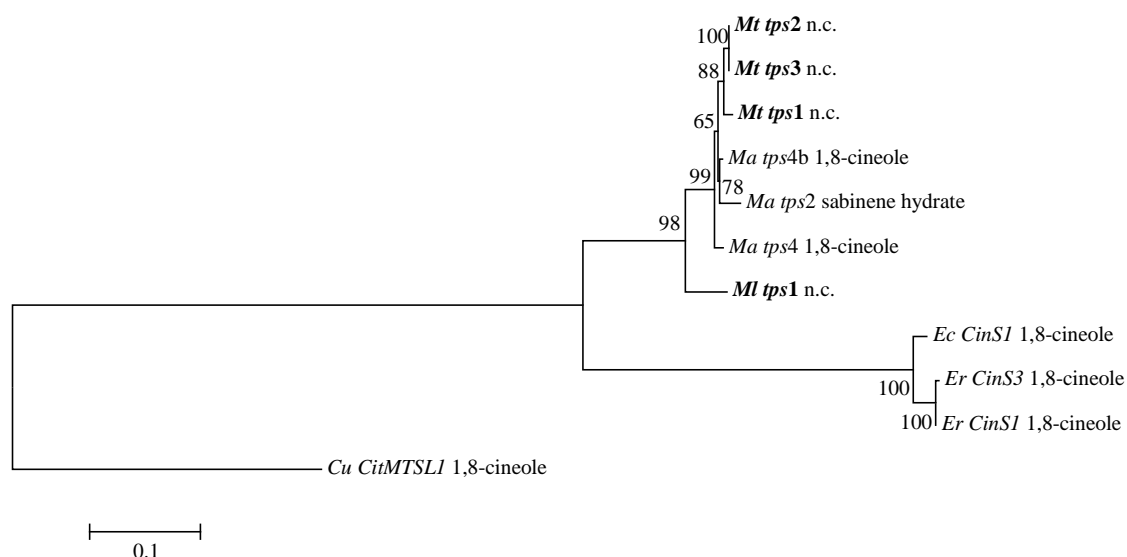 Mt tps2 n.c.
100
Mt tps3 n.c.
88
Mt tps1 n.c.
65
Ma tps4b 1,8-cineole
99
78
Ma tps2 sabinene hydrate
98
Ma tps4 1,8-cineole
Ml tps1 n.c.
Ec CinS1 1,8-cineole
Er CinS3 1,8-cineole
100
100
Er CinS1 1,8-cineole
Cu CitMTSL1 1,8-cineole
0.1